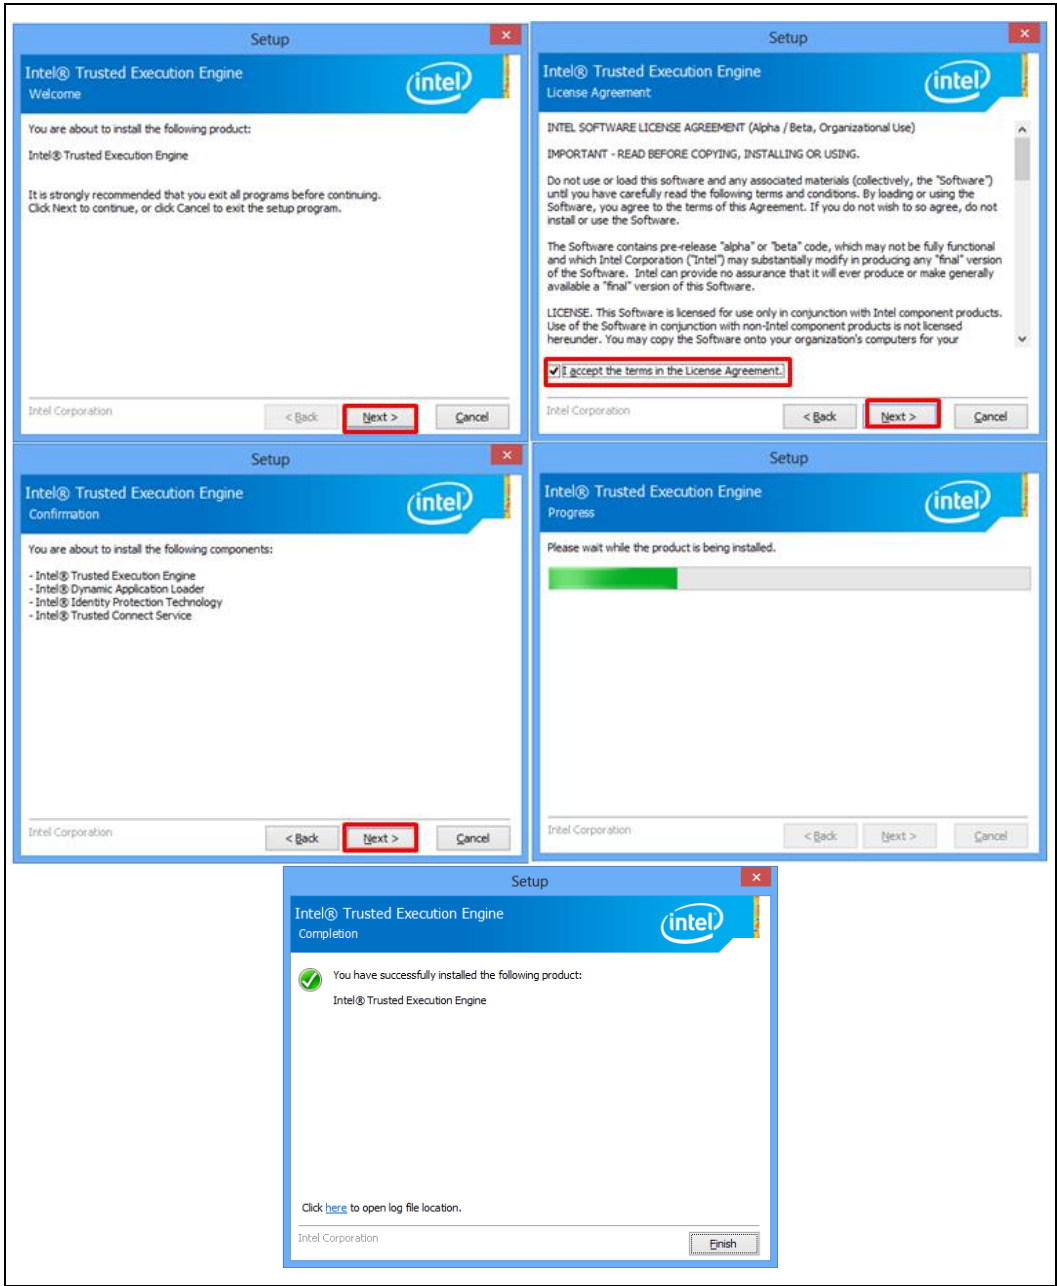 Setup
Intel® Trusted Execution Engine
intel
Welcome
You are about to install the following product:
Intel® Trusted Execution Engine
It is strongly recommended that you exit all programs before continuing.
Click Next to continue, or click Cancel to exit the setup program.
Intel Corporation
< Back
Next >
Cancel
Setup
Intel® Trusted Execution Engine
intel
License Agreement
INTEL SOFTWARE LICENSE AGREEMENT (Alpha / Beta, Organizational Use)
IMPORTANT - READ BEFORE COPYING, INSTALLING OR USING.
Do not use or load this software and any associated materials (collectively, the "Software")
until you have carefully read the following terms and conditions. By loading or using the
Software, you agree to the terms of this Agreement. If you do not wish to so agree, do not
install or use the Software.
The Software contains pre-release "alpha" or "beta" code, which may not be fully functional
and which Intel Corporation ("Intel") may substantially modify in producing any "final" version
of the Software.  Intel can provide no assurance that it will ever produce or make generally
available a "final" version of this Software.
LICENSE. This Software is licensed for use only in conjunction with Intel component products.
Use of the Software in conjunction with non-Intel component products is not licensed
hereunder. You may copy the Software onto your organization's computers for your
I accept the terms in the License Agreement.
Intel Corporation
< Back
Next >
Cancel
Setup
Intel® Trusted Execution Engine
intel
Confirmation
You are about to install the following components:
- Intel® Trusted Execution Engine
- Intel® Dynamic Application Loader
- Intel® Identity Protection Technology
- Intel® Trusted Connect Service
Intel Corporation
< Back
Next >
Cancel
Setup
Intel® Trusted Execution Engine
intel
Progress
Please wait while the product is being installed.
Intel Corporation
< Back
Next >
Cancel
Setup
Intel® Trusted Execution Engine
intel
Completion
You have successfully installed the following product:
Intel® Trusted Execution Engine
Click here to open log file location.
Intel Corporation
Finish